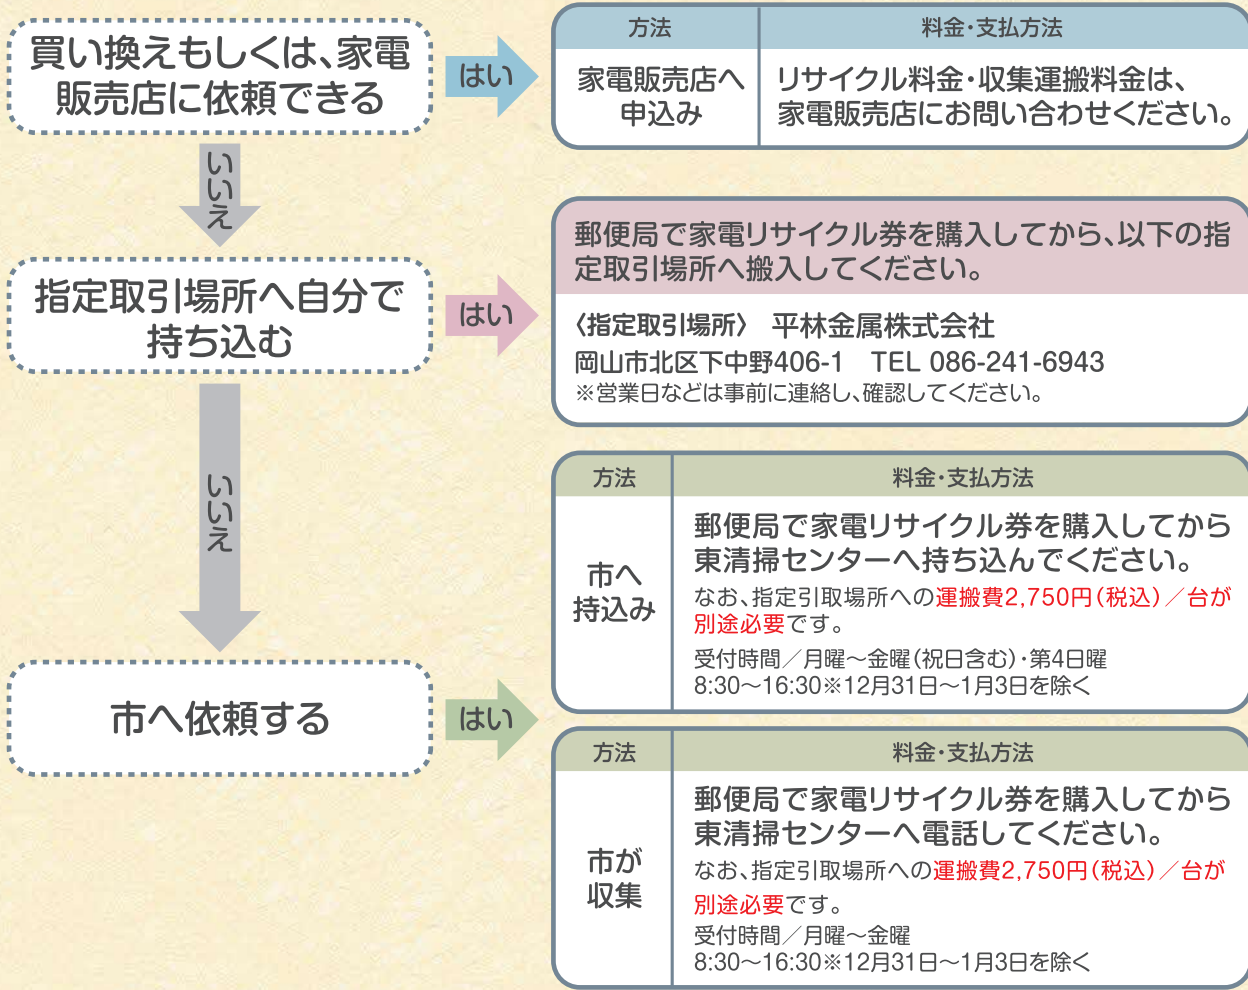 買い換えもしくは、家電
販売店に依頼できる
はい
方法
料金・支払方法
家電販売店へ
申込み
リサイクル料金・収集運搬料金は、
家電販売店にお問い合わせください。
いいえ
指定取引場所へ自分で
持ち込む
はい
郵便局で家電リサイクル券を購入してから、以下の指
定取引場所へ搬入してください。
〈指定取引場所〉 平林金属株式会社
岡山市北区下中野406-1 TEL 086-241-6943
※営業日などは事前に連絡し、確認してください。
いいえ
市へ依頼する
はい
方法
料金・支払方法
市へ
持込み
郵便局で家電リサイクル券を購入してから
東清掃センターへ持ち込んでください。
なお、指定引取場所への運搬費2,750円(税込)／台が
別途必要です。
受付時間／月曜～金曜(祝日含む)・第4日曜
8:30～16:30※12月31日～1月3日を除く
方法
料金・支払方法
市が
収集
郵便局で家電リサイクル券を購入してから
東清掃センターへ電話してください。
なお、指定引取場所への運搬費2,750円(税込)／台が
別途必要です。
受付時間／月曜～金曜
8:30～16:30※12月31日～1月3日を除く